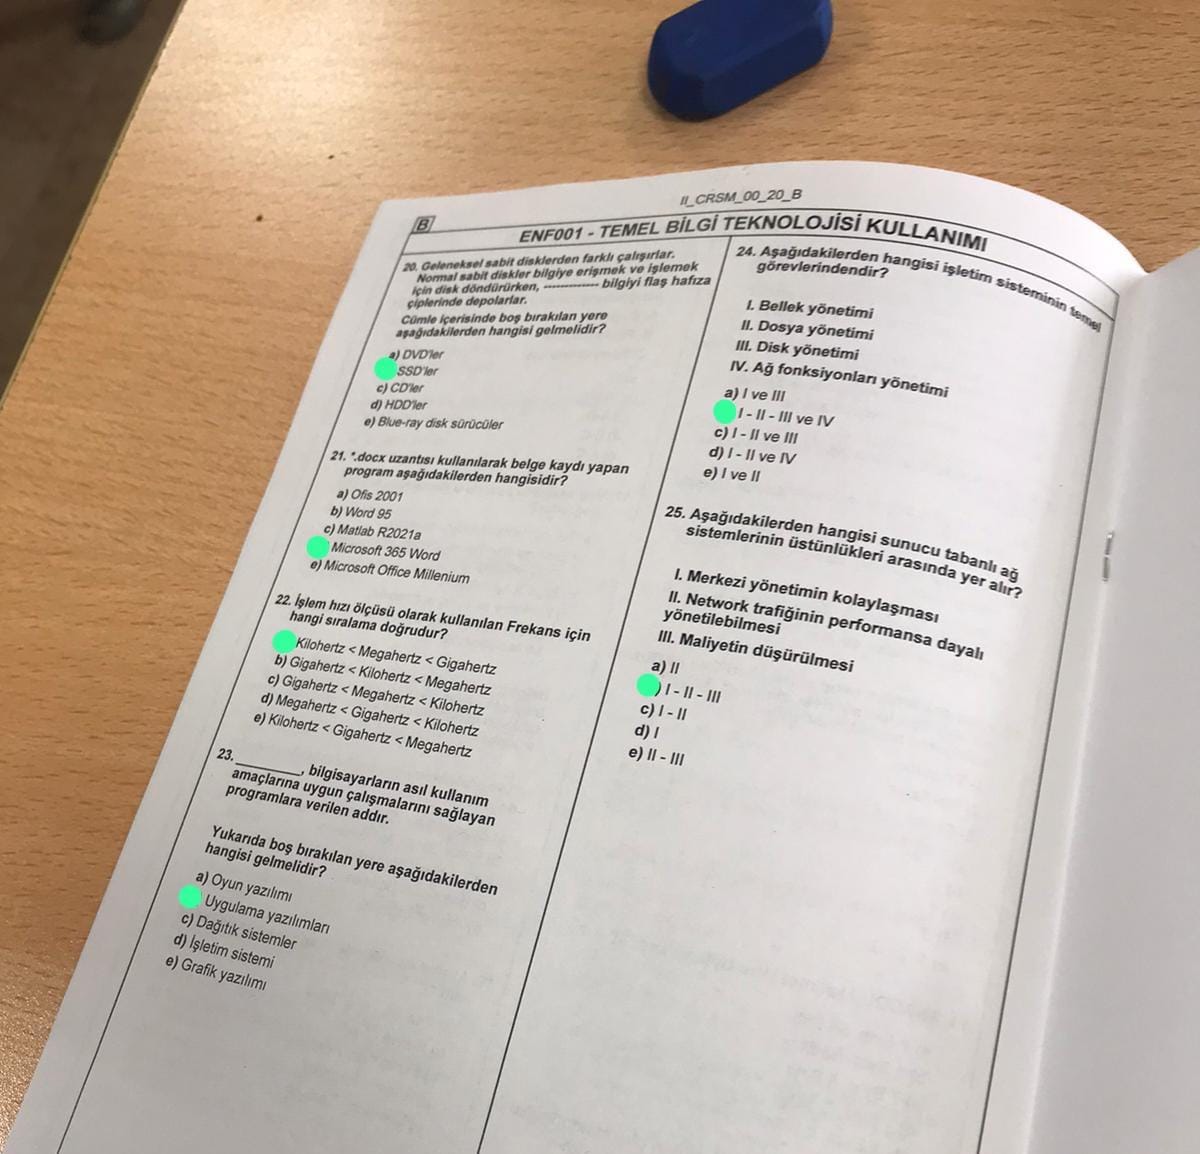 II_CRSM_00_20_B
B
ENF001 - TEMEL BİLGİ TEKNOLOJİSİ KULLANIMI
20. Geleneksel sabit disklerden farklı çalışırlar.
Normal sabit diskler bilgiye erişmek ve işlemek
için disk döndürürken, ------------- bilgiyi flaş hafıza
çiplerinde depolarlar.
Cümle içerisinde boş bırakılan yere
aşağıdakilerden hangisi gelmelidir?
a) DVD'ler
SSD'ler
c) CD'ler
d) HDD'ler
e) Blue-ray disk sürücüler
21. *.docx uzantısı kullanılarak belge kaydı yapan
program aşağıdakilerden hangisidir?
a) Ofis 2001
b) Word 95
c) Matlab R2021a
Microsoft 365 Word
e) Microsoft Office Millenium
22. İşlem hızı ölçüsü olarak kullanılan Frekans için
hangi sıralama doğrudur?
Kilohertz < Megahertz < Gigahertz
b) Gigahertz < Kilohertz < Megahertz
c) Gigahertz < Megahertz < Kilohertz
d) Megahertz < Gigahertz < Kilohertz
e) Kilohertz < Gigahertz < Megahertz
23. ________, bilgisayarların asıl kullanım
amaçlarına uygun çalışmalarını sağlayan
programlara verilen addır.
Yukarıda boş bırakılan yere aşağıdakilerden
hangisi gelmelidir?
a) Oyun yazılımı
Uygulama yazılımları
c) Dağıtık sistemler
d) İşletim sistemi
e) Grafik yazılımı
24. Aşağıdakilerden hangisi işletim sisteminin temel
görevlerindendir?
I. Bellek yönetimi
II. Dosya yönetimi
III. Disk yönetimi
IV. Ağ fonksiyonları yönetimi
a) I ve III
I - II - III ve IV
c) I - II ve III
d) I - II ve IV
e) I ve II
25. Aşağıdakilerden hangisi sunucu tabanlı ağ
sistemlerinin üstünlükleri arasında yer alır?
I. Merkezi yönetimin kolaylaşması
II. Network trafiğinin performansa dayalı
yönetilebilmesi
III. Maliyetin düşürülmesi
a) II
) I - II - III
c) I - II
d) I
e) II - III